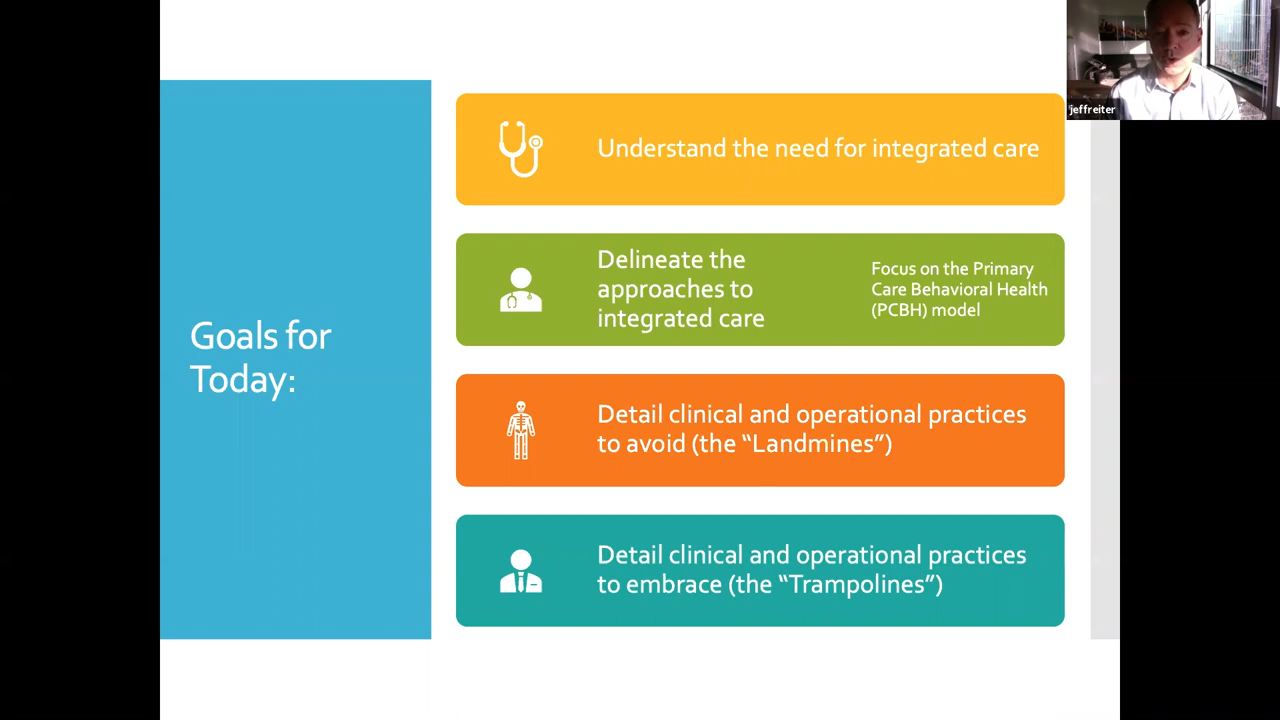 jeffreiter
Goals for
Today:
Understand the need for integrated care
Delineate the
approaches to
integrated care
Focus on the Primary
Care Behavioral Health
(PCBH) model
Detail clinical and operational practices
to avoid (the “Landmines”)
Detail clinical and operational practices
to embrace (the “Trampolines”)